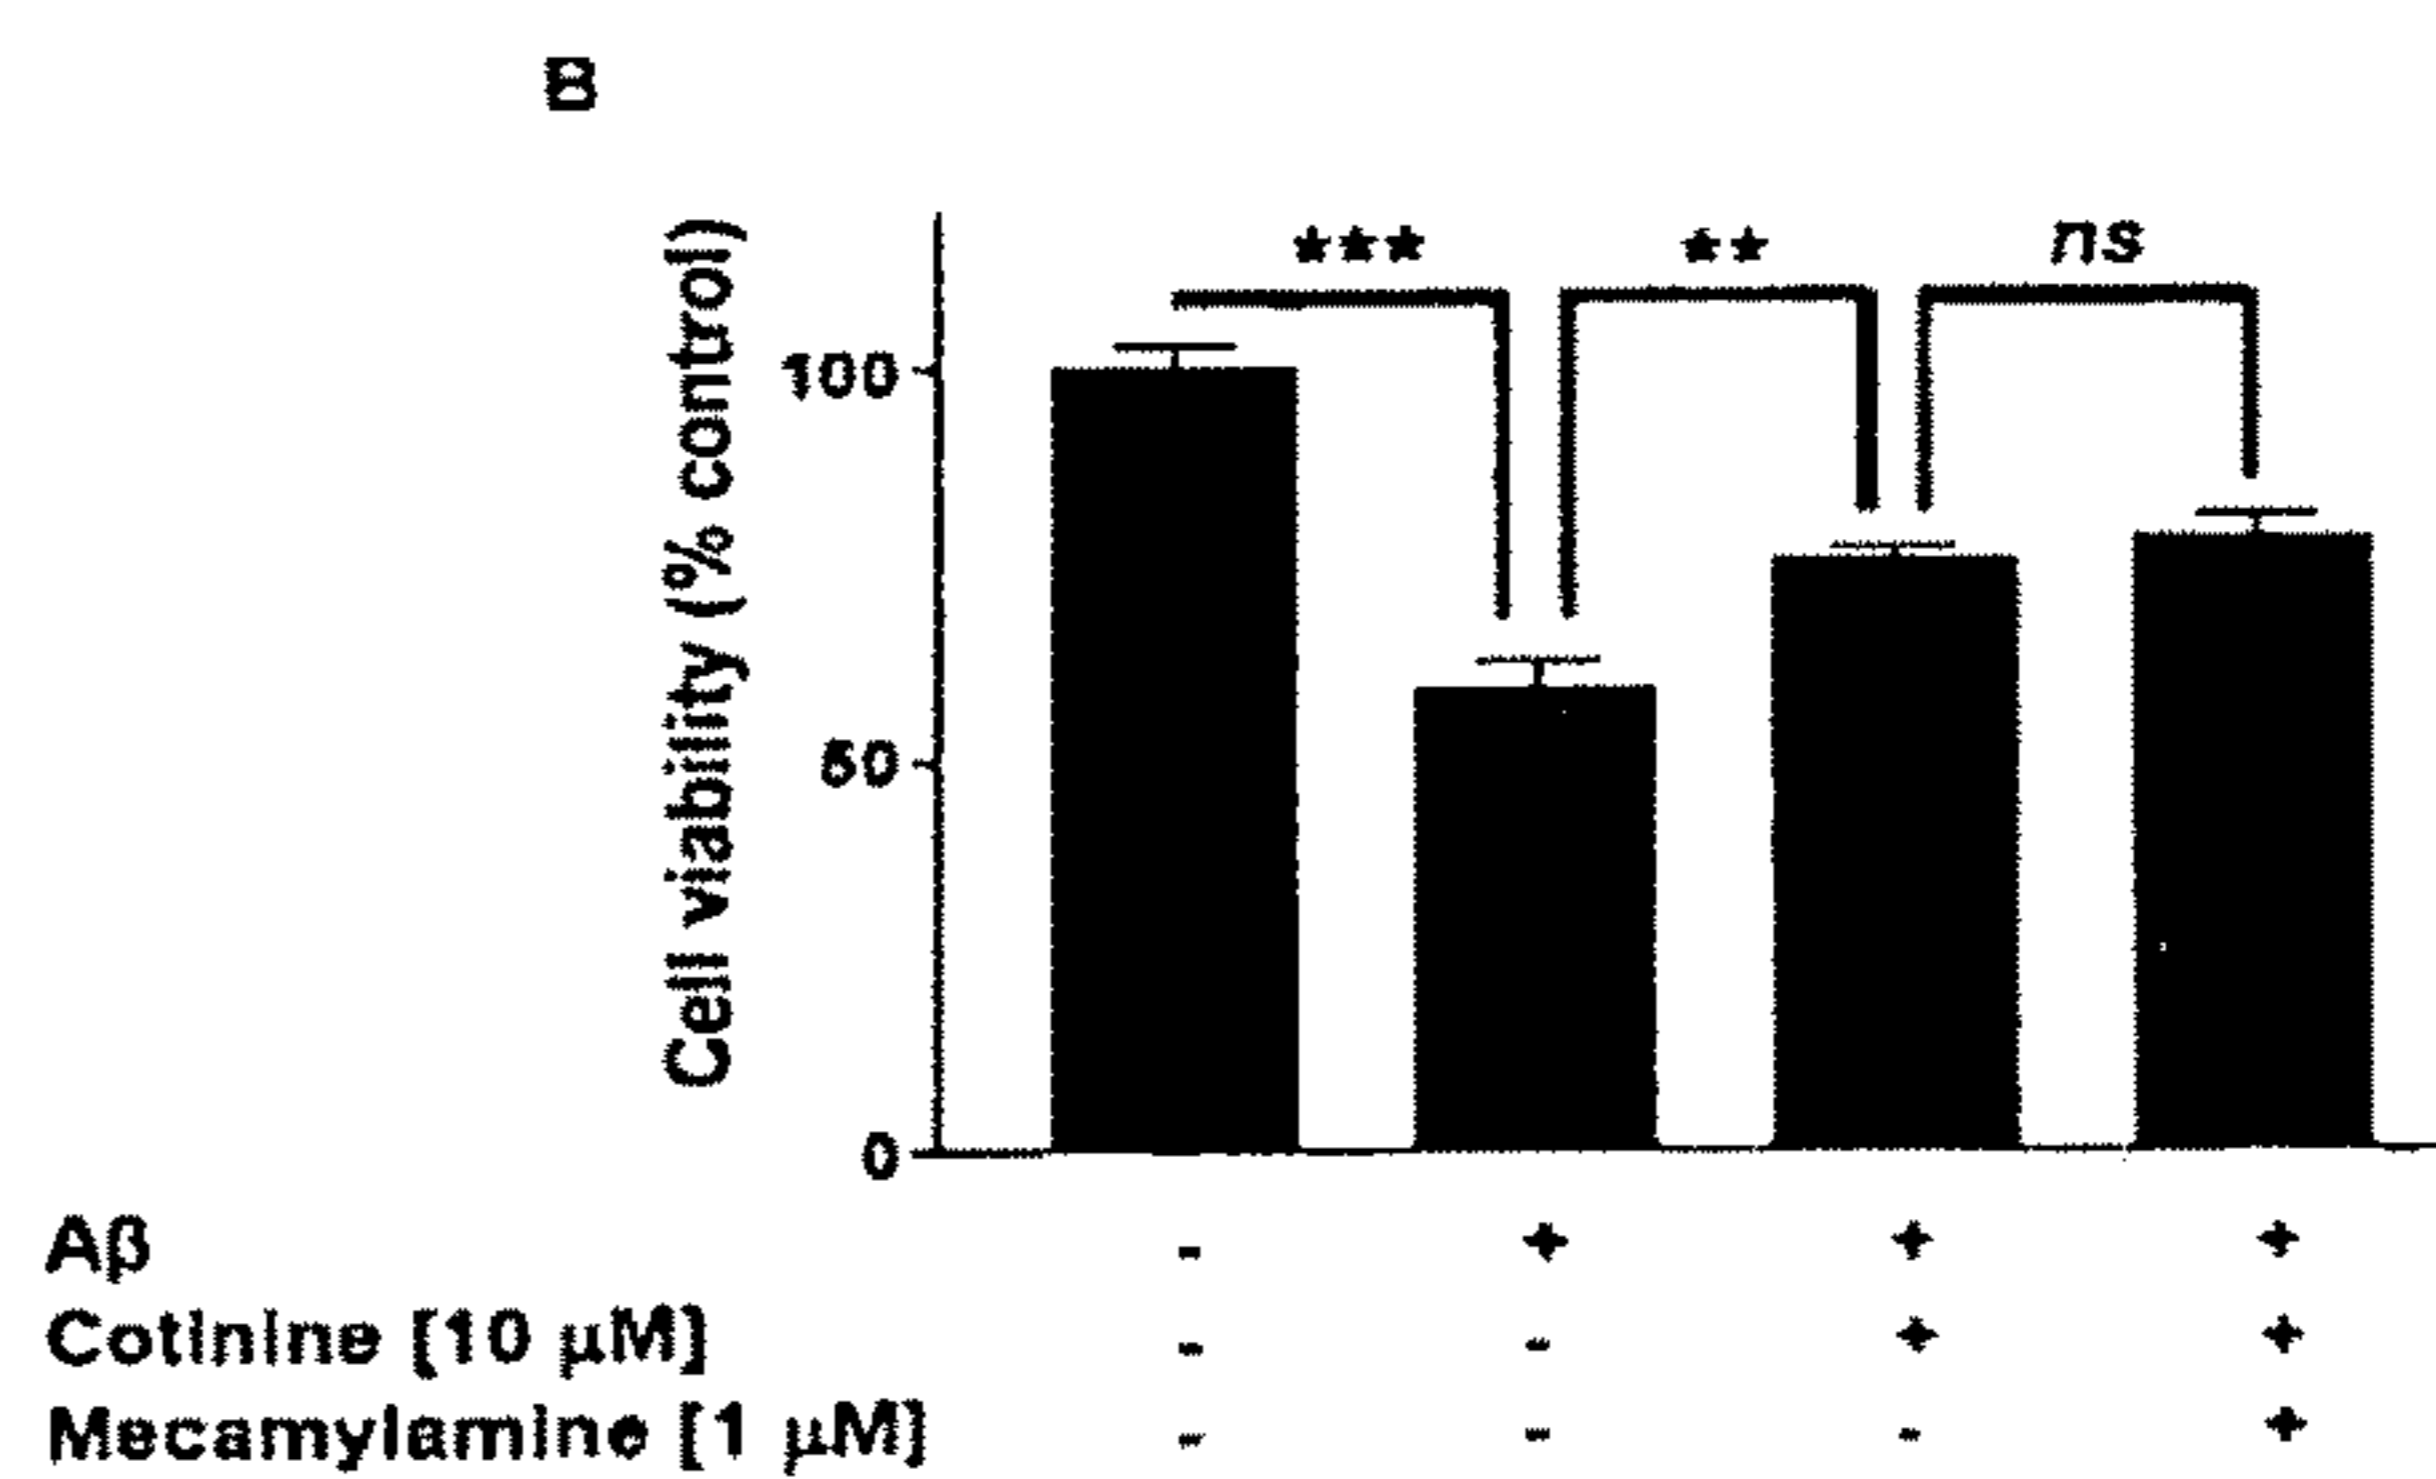 B
Cell viability (% control)
*** ** ns
100
50
0
Aβ - + + +
Cotinine [10 μM] - - + +
Mecamylamine [1 μM] - - - +